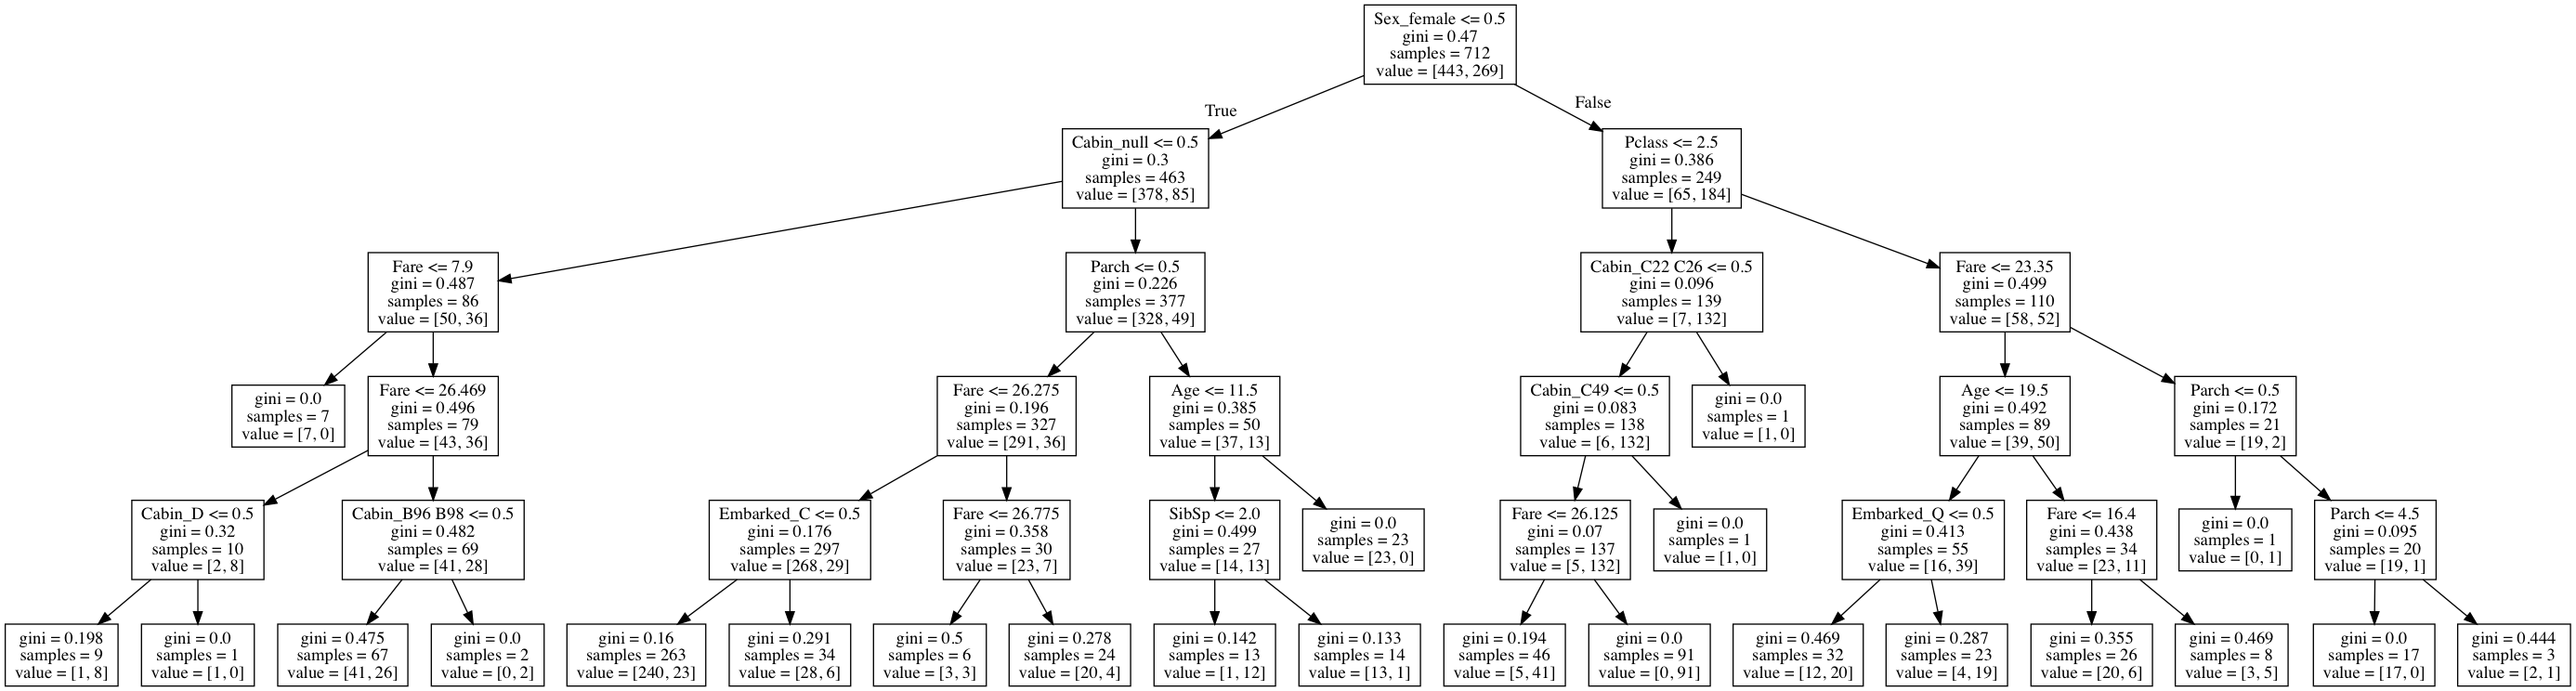 Sex_female <= 0.5
gini = 0.47
samples = 712
value = [443, 269]
True
False
Cabin_null <= 0.5
gini = 0.3
samples = 463
value = [378, 85]
Pclass <= 2.5
gini = 0.386
samples = 249
value = [65, 184]
Fare <= 7.9
gini = 0.487
samples = 86
value = [50, 36]
Parch <= 0.5
gini = 0.226
samples = 377
value = [328, 49]
Cabin_C22 C26 <= 0.5
gini = 0.096
samples = 139
value = [7, 132]
Fare <= 23.35
gini = 0.499
samples = 110
value = [58, 52]
gini = 0.0
samples = 7
value = [7, 0]
Fare <= 26.469
gini = 0.496
samples = 79
value = [43, 36]
Fare <= 26.275
gini = 0.196
samples = 327
value = [291, 36]
Age <= 11.5
gini = 0.385
samples = 50
value = [37, 13]
Cabin_C49 <= 0.5
gini = 0.083
samples = 138
value = [6, 132]
gini = 0.0
samples = 1
value = [1, 0]
Age <= 19.5
gini = 0.492
samples = 89
value = [39, 50]
Parch <= 0.5
gini = 0.172
samples = 21
value = [19, 2]
Cabin_D <= 0.5
gini = 0.32
samples = 10
value = [2, 8]
Cabin_B96 B98 <= 0.5
gini = 0.482
samples = 69
value = [41, 28]
Embarked_C <= 0.5
gini = 0.176
samples = 297
value = [268, 29]
Fare <= 26.775
gini = 0.358
samples = 30
value = [23, 7]
SibSp <= 2.0
gini = 0.499
samples = 27
value = [14, 13]
gini = 0.0
samples = 23
value = [23, 0]
Fare <= 26.125
gini = 0.07
samples = 137
value = [5, 132]
gini = 0.0
samples = 1
value = [1, 0]
Embarked_Q <= 0.5
gini = 0.413
samples = 55
value = [16, 39]
Fare <= 16.4
gini = 0.438
samples = 34
value = [23, 11]
gini = 0.0
samples = 1
value = [0, 1]
Parch <= 4.5
gini = 0.095
samples = 20
value = [19, 1]
gini = 0.198
samples = 9
value = [1, 8]
gini = 0.0
samples = 1
value = [1, 0]
gini = 0.475
samples = 67
value = [41, 26]
gini = 0.0
samples = 2
value = [0, 2]
gini = 0.16
samples = 263
value = [240, 23]
gini = 0.291
samples = 34
value = [28, 6]
gini = 0.5
samples = 6
value = [3, 3]
gini = 0.278
samples = 24
value = [20, 4]
gini = 0.142
samples = 13
value = [1, 12]
gini = 0.133
samples = 14
value = [13, 1]
gini = 0.194
samples = 46
value = [5, 41]
gini = 0.0
samples = 91
value = [0, 91]
gini = 0.469
samples = 32
value = [12, 20]
gini = 0.287
samples = 23
value = [4, 19]
gini = 0.355
samples = 26
value = [20, 6]
gini = 0.469
samples = 8
value = [3, 5]
gini = 0.0
samples = 17
value = [17, 0]
gini = 0.444
samples = 3
value = [2, 1]